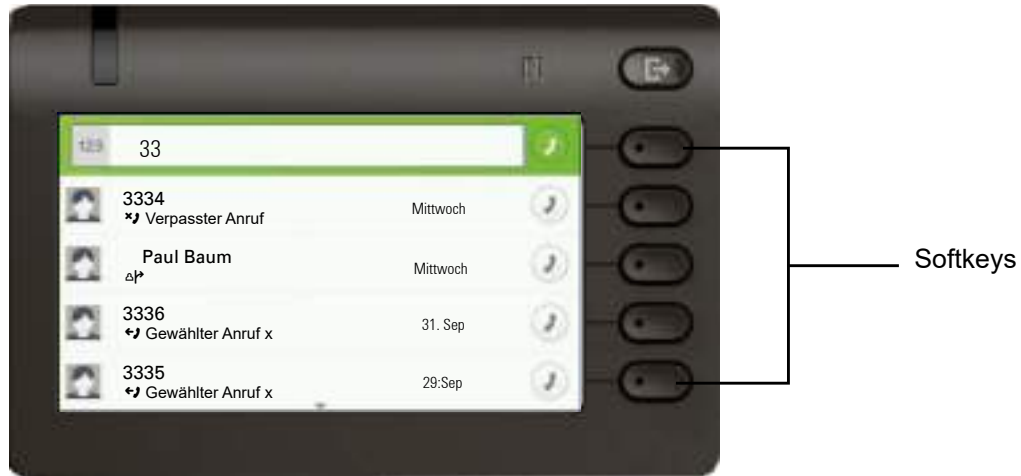 123
33
3334
Mittwoch
Verpasster Anruf
Paul Baum
Mittwoch
3336
31. Sep
Gewählter Anruf x
3335
29:Sep
Gewählter Anruf x
Softkeys